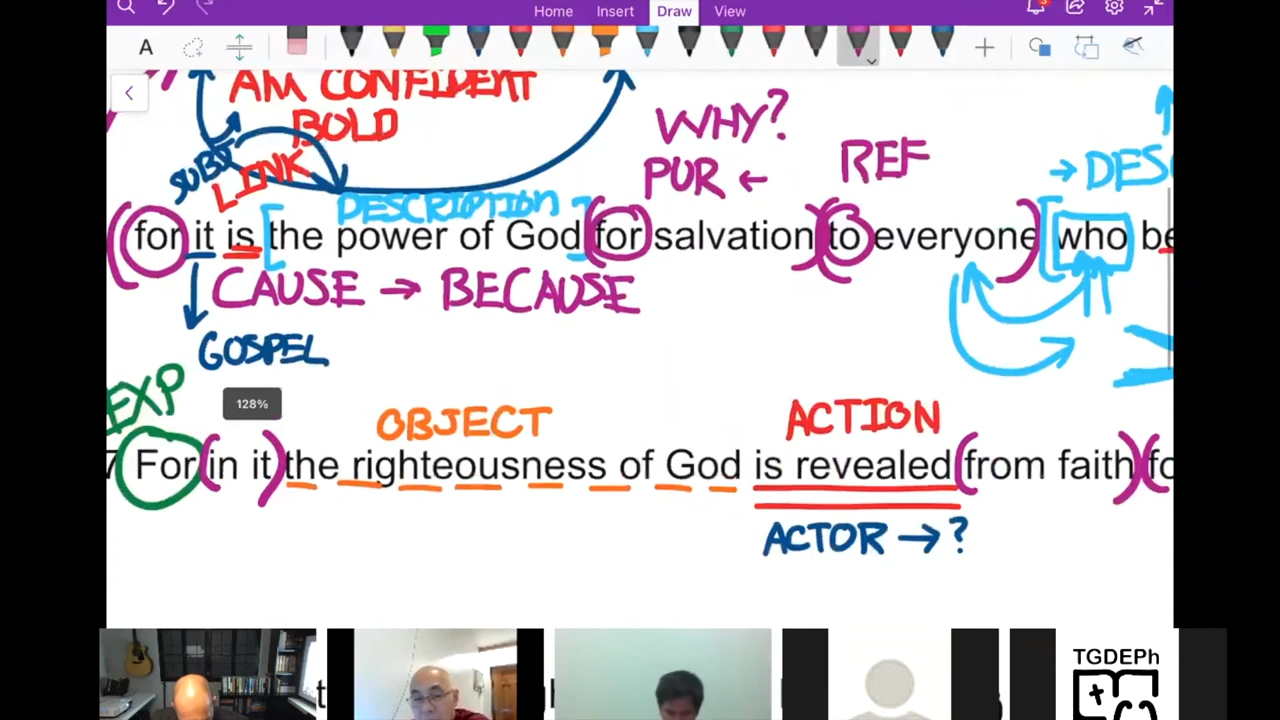 Home Insert Draw View
A
AM CONFIDENT
BOLD
WHY?
PUR ←
REF
→ DESC
SUBJ
LINK
DESCRIPTION
(for it is [the power of God] (for salvation) (to everyone) [who be
CAUSE → BECAUSE
GOSPEL
EXP
128%
OBJECT
ACTION
7 For (in it) the righteousness of God is revealed (from faith) (fo
ACTOR → ?
TGDEPh